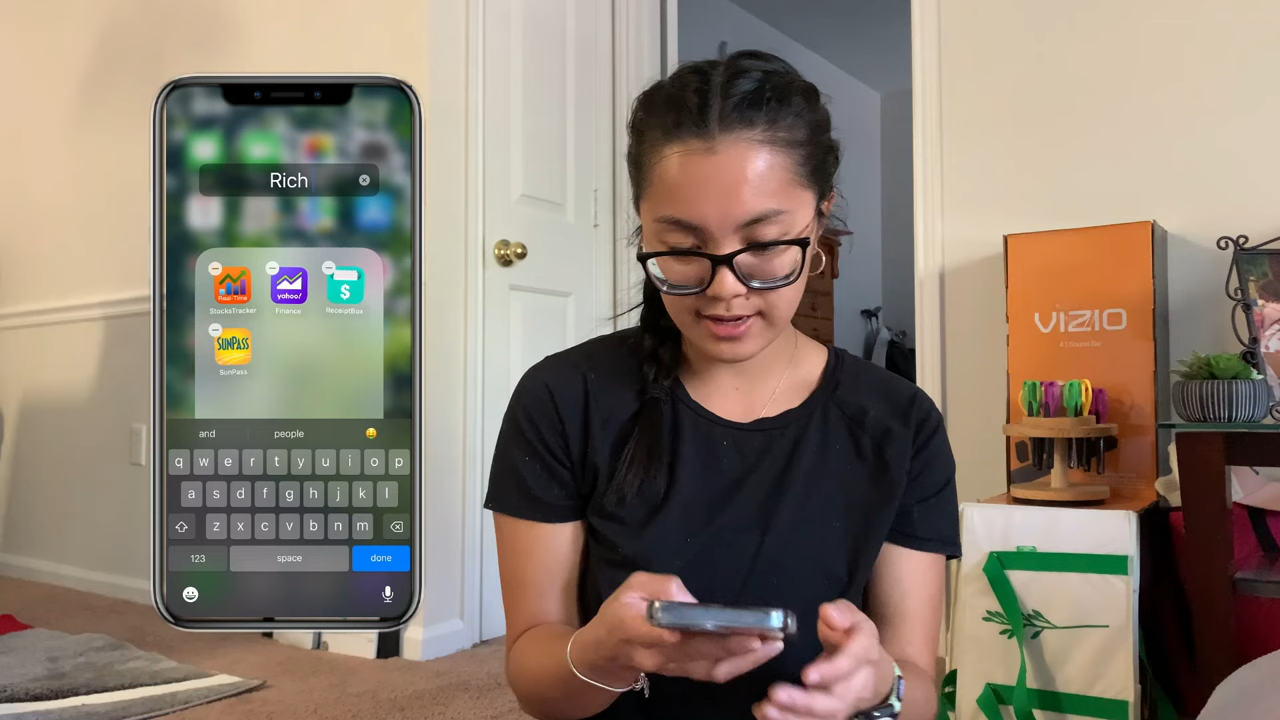 Rich
Real-Time
yahoo!
$
StocksTracker
Finance
ReceiptBox
SUNPASS
SunPass
and
people
q w e r t y u i o p
a s d f g h j k l
z x c v b n m
123
space
done
VIZIO